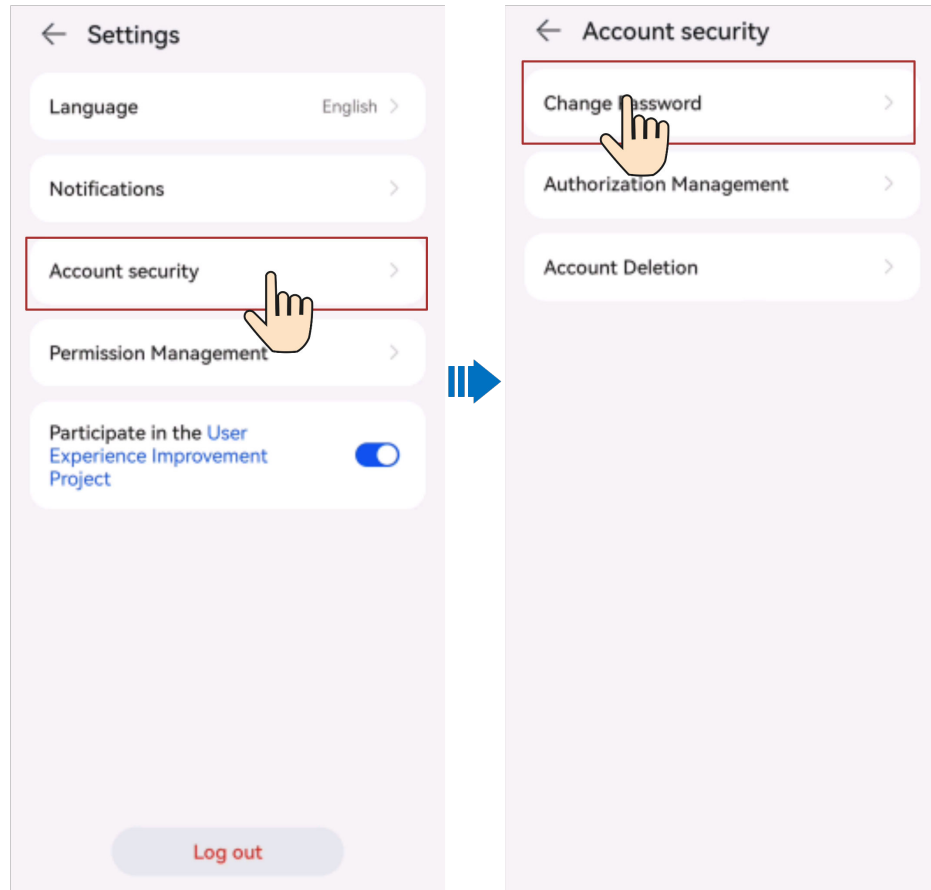 Settings
Language
English
Notifications
Account security
Permission Management
Participate in the User
Experience Improvement
Project
Log out
Account security
Change Password
Authorization Management
Account Deletion